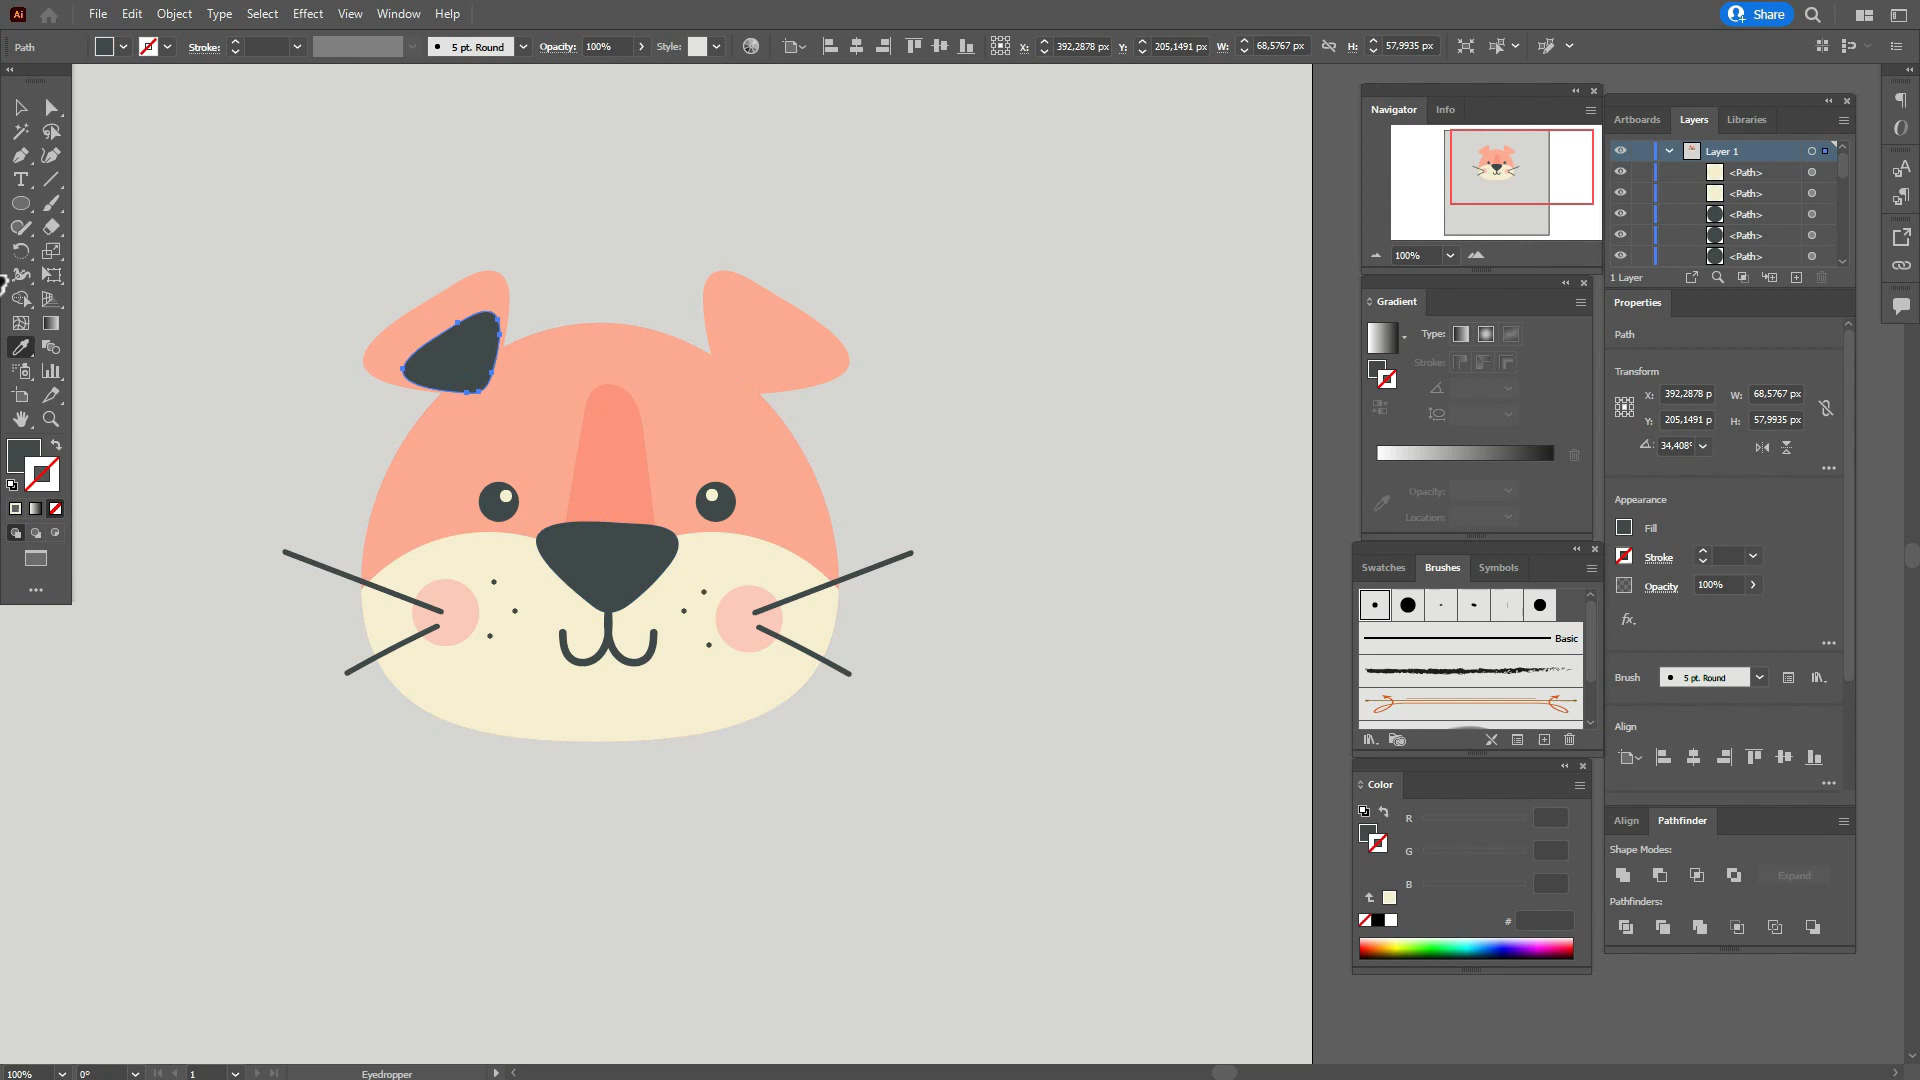 Ai File Edit Object Type Select Effect View Window Help Share
Path Stroke: 5 pt. Round Opacity: 100% Style: X: 392,2878 px Y: 205,1491 px W: 68,5767 px H: 57,9935 px
Navigator Info
100%
Artboards Layers Libraries
Layer 1
<Path>
<Path>
<Path>
<Path>
<Path>
1 Layer
Gradient
Type:
Stroke:
Opacity:
Location:
Properties
Path
Transform
X: 392,2878 p W: 68,5767 px
Y: 205,1491 p H: 57,9935 px
34,408°
Appearance
Fill
Stroke
Opacity 100%
fx.
Brush 5 pt. Round
Align
Swatches Brushes Symbols
Basic
Color
R
G
B
#
Align Pathfinder
Shape Modes:
Expand
Pathfinders:
100% 0° 1 Eyedropper